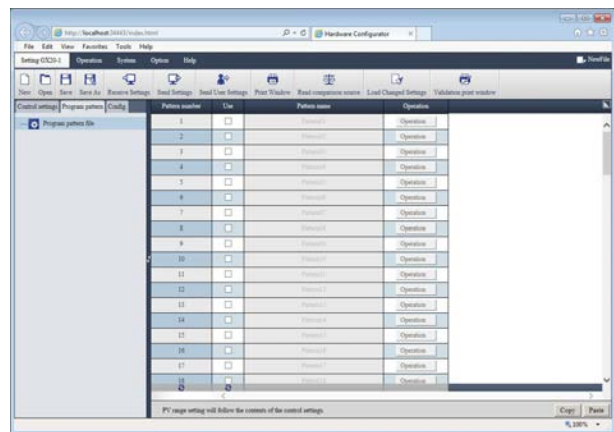 http://localhost:34443/index.html
Hardware Configurator
File Edit View Favorites Tools Help
Setting GX20-1 Operation System Option Help NewFile
New Open Save Save As Receive Settings Send Settings Send User Settings Print Window Read comparison source Load Changed Settings Validation print window
Control settings Program pattern Config.
Program pattern file
Pattern number Use Pattern name Operation
1 Operation
2 Operation
3 Operation
4 Operation
5 Operation
6 Operation
7 Operation
8 Operation
9 Operation
10 Operation
11 Operation
12 Operation
13 Operation
14 Operation
15 Operation
16 Operation
17 Operation
18 Operation
PV range setting will follow the contents of the control settings.
Copy Paste
100%